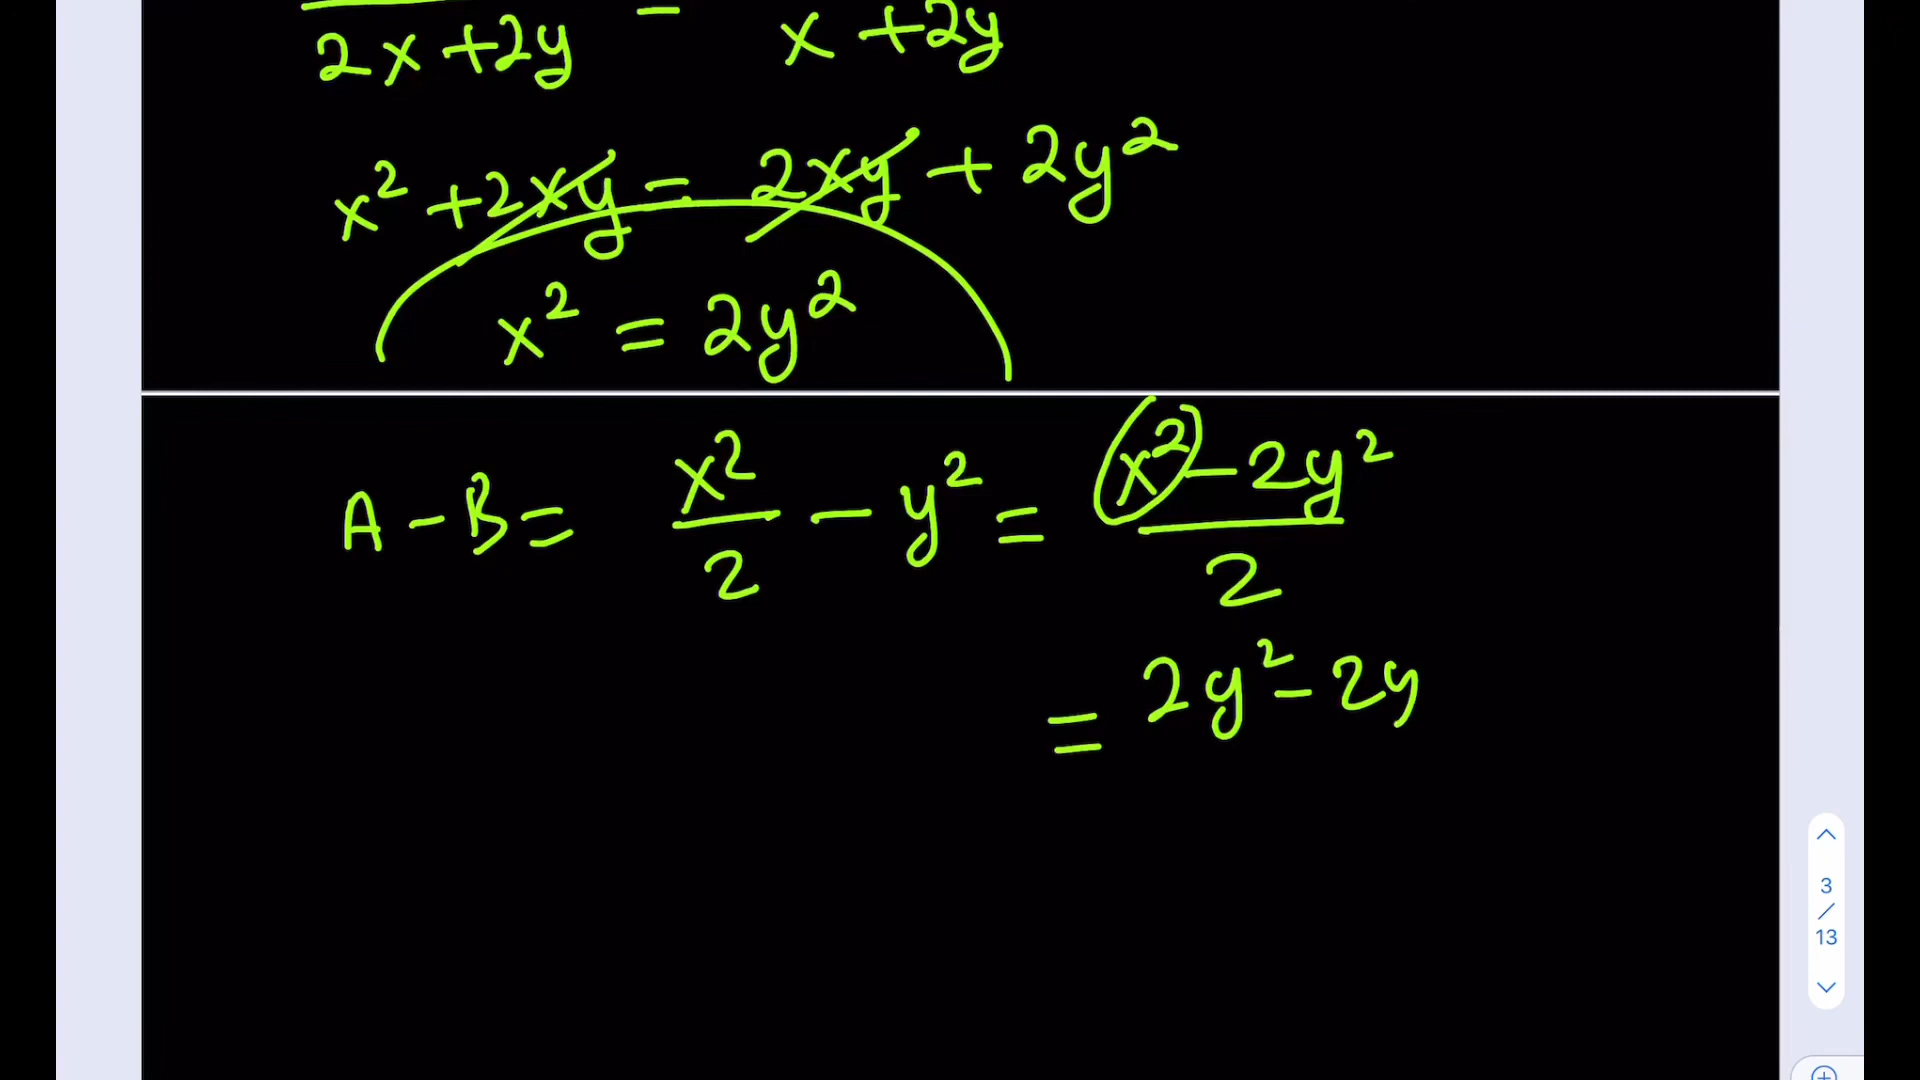 2x + 2y = x + 2y
x² + 2xy = 2xy + 2y²
x² = 2y²
A - B = x²/2 - y² = (x² - 2y²)/2
= 2y² - 2y
3
/
13